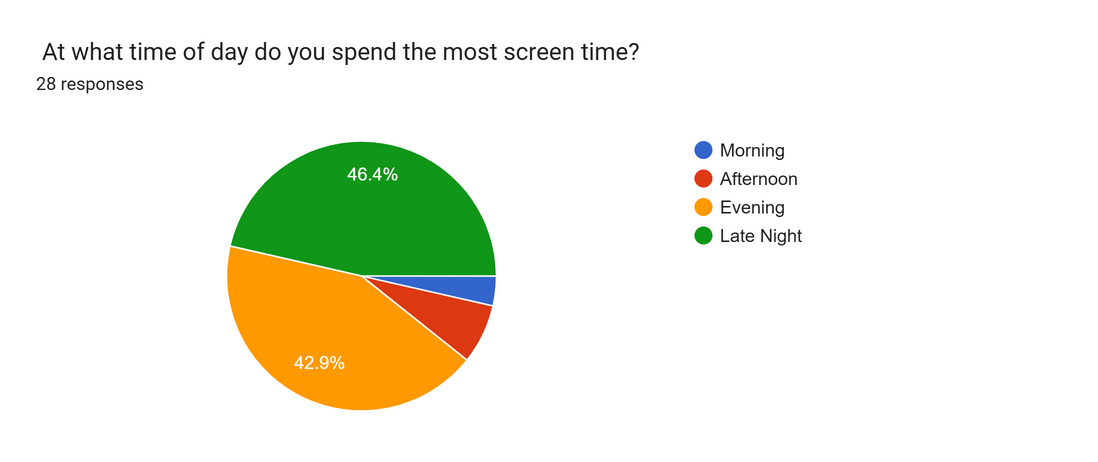 At what time of day do you spend the most screen time?
28 responses
46.4%
42.9%
Morning
Afternoon
Evening
Late Night